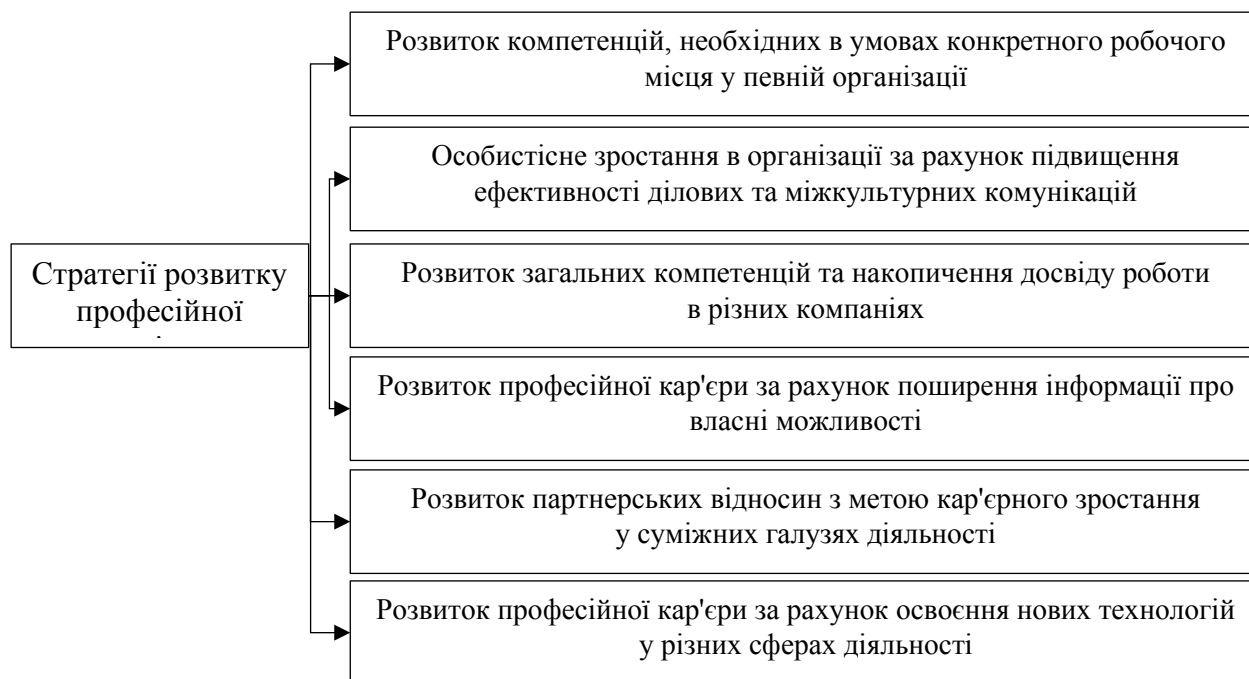 Розвиток компетенцій, необхідних в умовах конкретного робочого
місця у певній організації
Особистісне зростання в організації за рахунок підвищення
ефективності ділових та міжкультурних комунікацій
Стратегії розвитку
професійної
Розвиток загальних компетенцій та накопичення досвіду роботи
в різних компаніях
Розвиток професійної кар'єри за рахунок поширення інформації про
власні можливості
Розвиток партнерських відносин з метою кар'єрного зростання
у суміжних галузях діяльності
Розвиток професійної кар'єри за рахунок освоєння нових технологій
у різних сферах діяльності